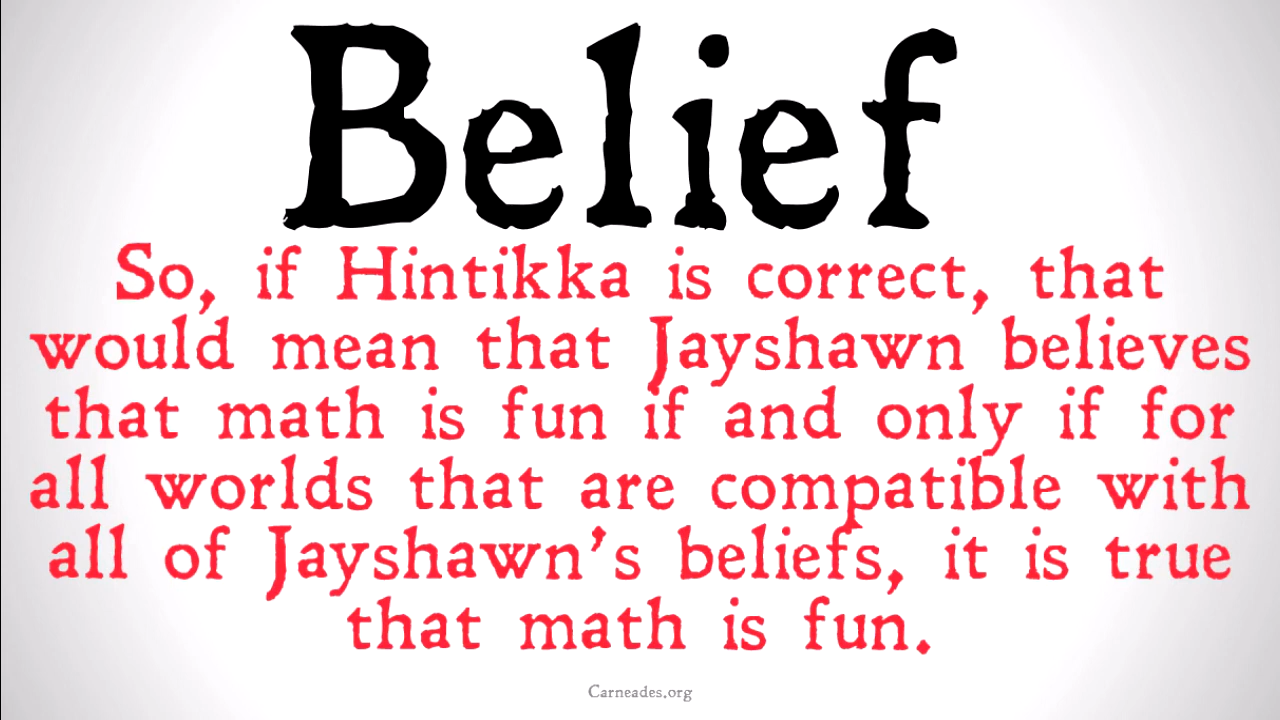 Belief
So, if Hintikka is correct, that
would mean that Jayshawn believes
that math is fun if and only if for
all worlds that are compatible with
all of Jayshawn's beliefs, it is true
that math is fun.
Carneades.org